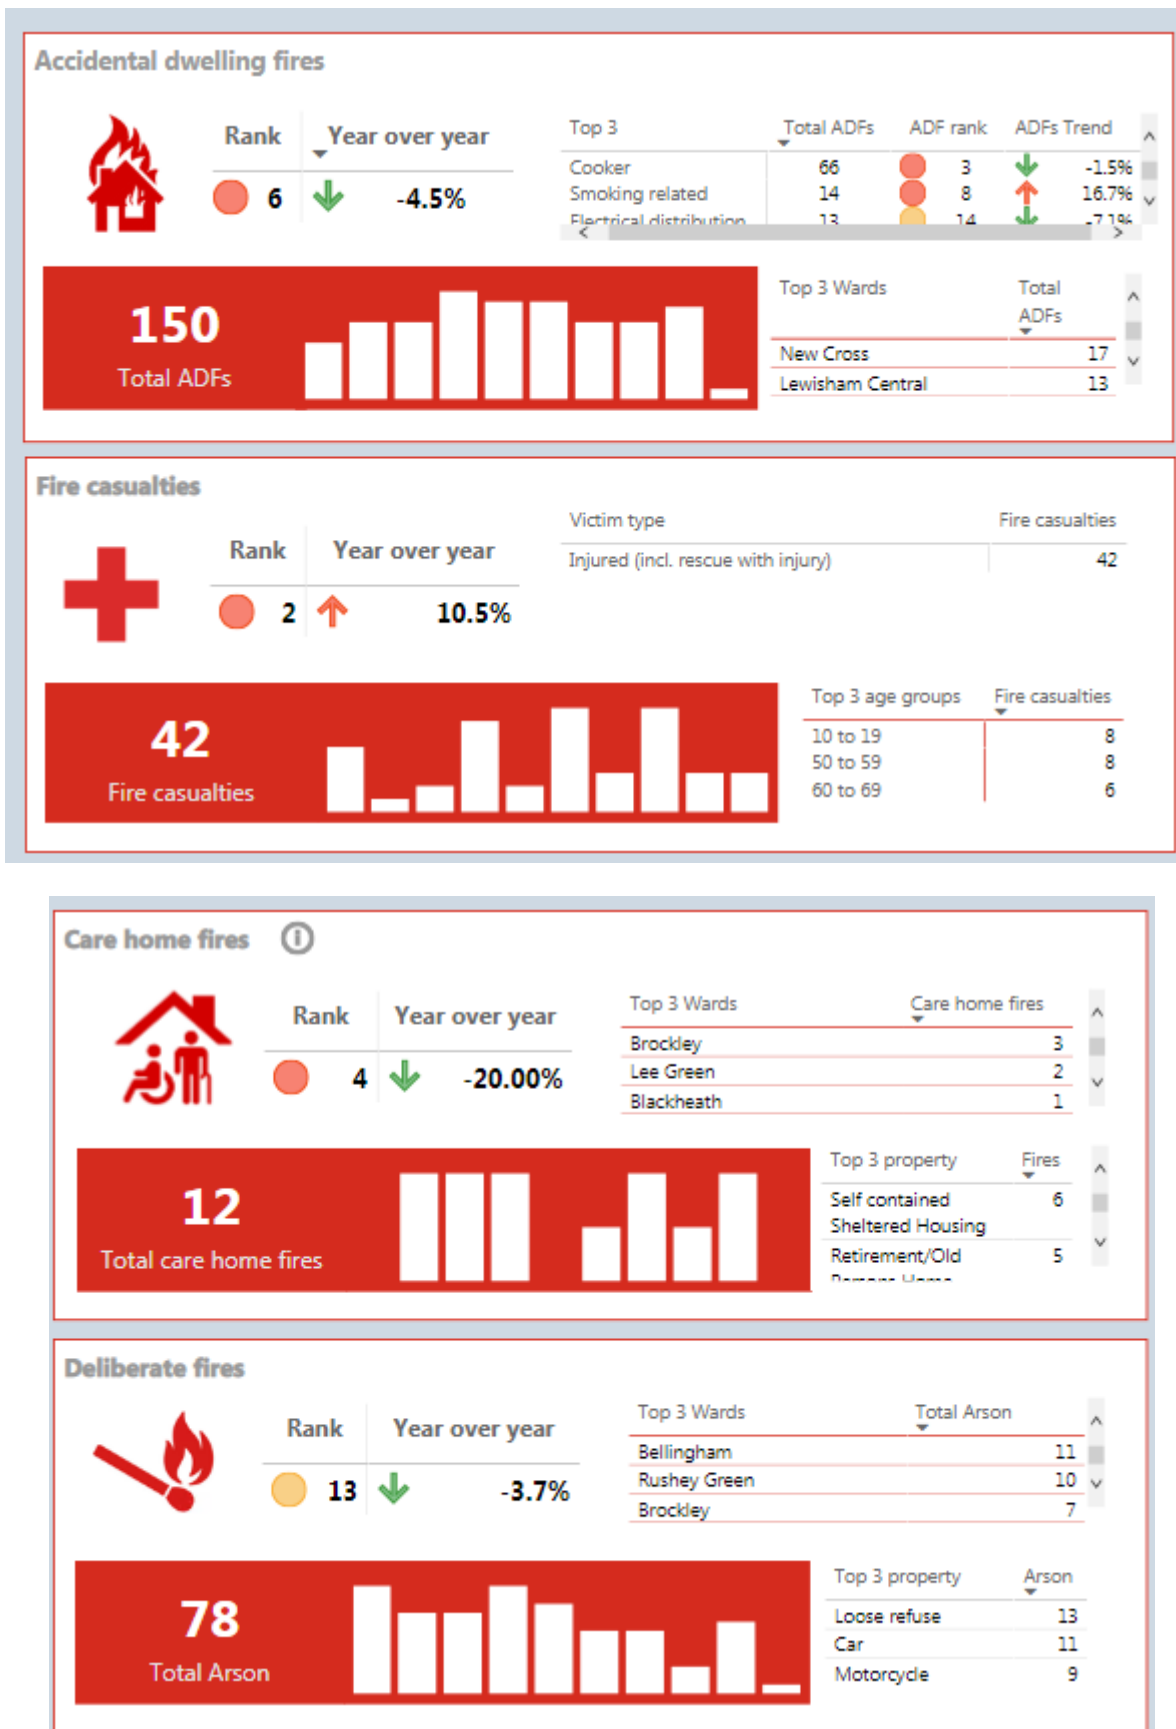 Accidental dwelling fires
Rank Year over year
6 -4.5%
Top 3 Total ADFs ADF rank ADFs Trend
Cooker 66 3 -1.5%
Smoking related 14 8 16.7%
Electrical distribution 13 14 -7.1%
150
Total ADFs
Top 3 Wards Total
ADFs
New Cross 17
Lewisham Central 13
Fire casualties
Rank Year over year
2 10.5%
Victim type Fire casualties
Injured (incl. rescue with injury) 42
42
Fire casualties
Top 3 age groups Fire casualties
10 to 19 8
50 to 59 8
60 to 69 6
Care home fires
Rank Year over year
4 -20.00%
Top 3 Wards Care home fires
Brockley 3
Lee Green 2
Blackheath 1
12
Total care home fires
Top 3 property Fires
Self contained 6
Sheltered Housing
Retirement/Old 5
Persons Home
Deliberate fires
Rank Year over year
13 -3.7%
Top 3 Wards Total Arson
Bellingham 11
Rushey Green 10
Brockley 7
78
Total Arson
Top 3 property Arson
Loose refuse 13
Car 11
Motorcycle 9